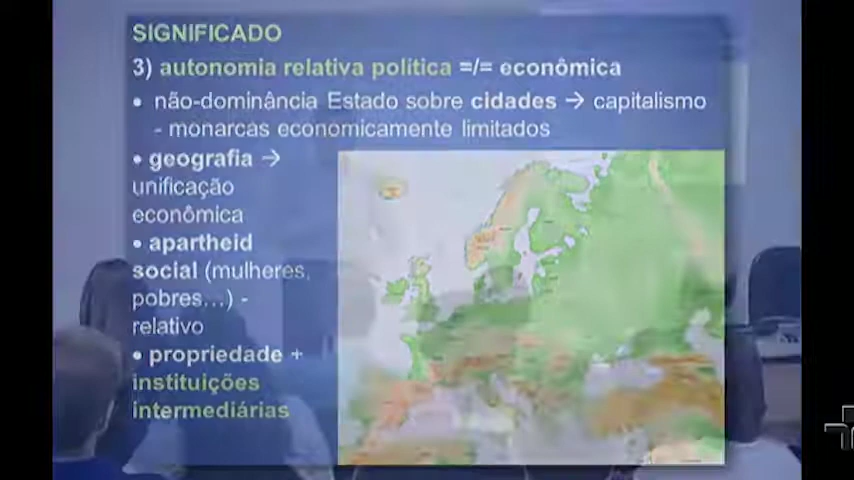 SIGNIFICADO
3) autonomia relativa política =/= econômica
• não-dominância Estado sobre cidades → capitalismo
- monarcas economicamente limitados
• geografia →
unificação
econômica
• apartheid
social (mulheres,
pobres...) -
relativo
• propriedade +
instituições
intermediárias